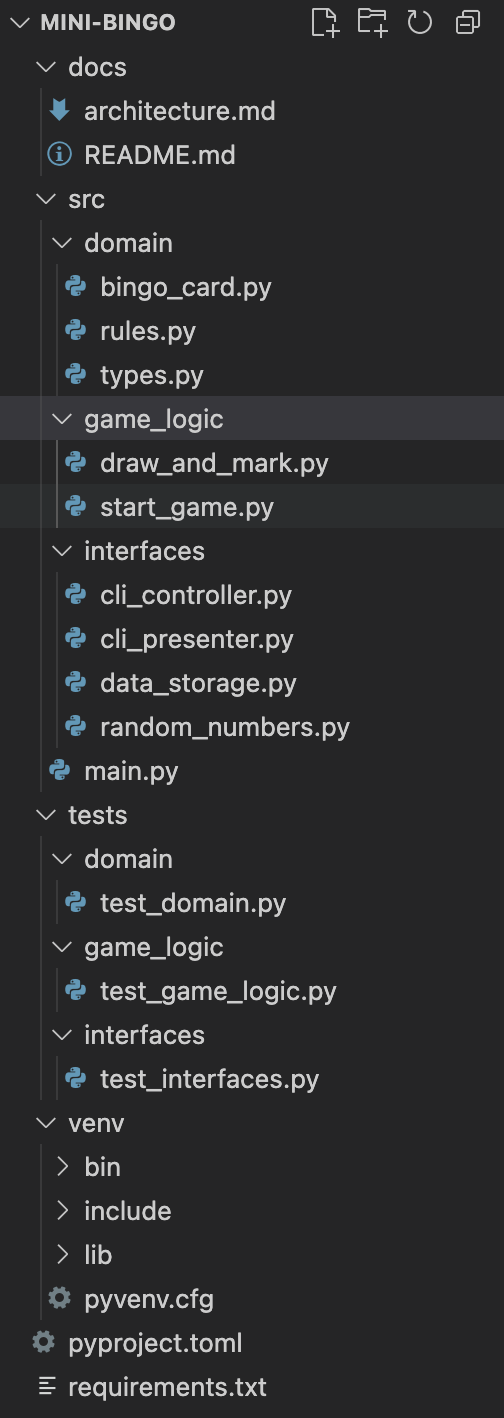 MINI-BINGO
docs
architecture.md
README.md
src
domain
bingo_card.py
rules.py
types.py
game_logic
draw_and_mark.py
start_game.py
interfaces
cli_controller.py
cli_presenter.py
data_storage.py
random_numbers.py
main.py
tests
domain
test_domain.py
game_logic
test_game_logic.py
interfaces
test_interfaces.py
venv
bin
include
lib
pyvenv.cfg
pyproject.toml
requirements.txt